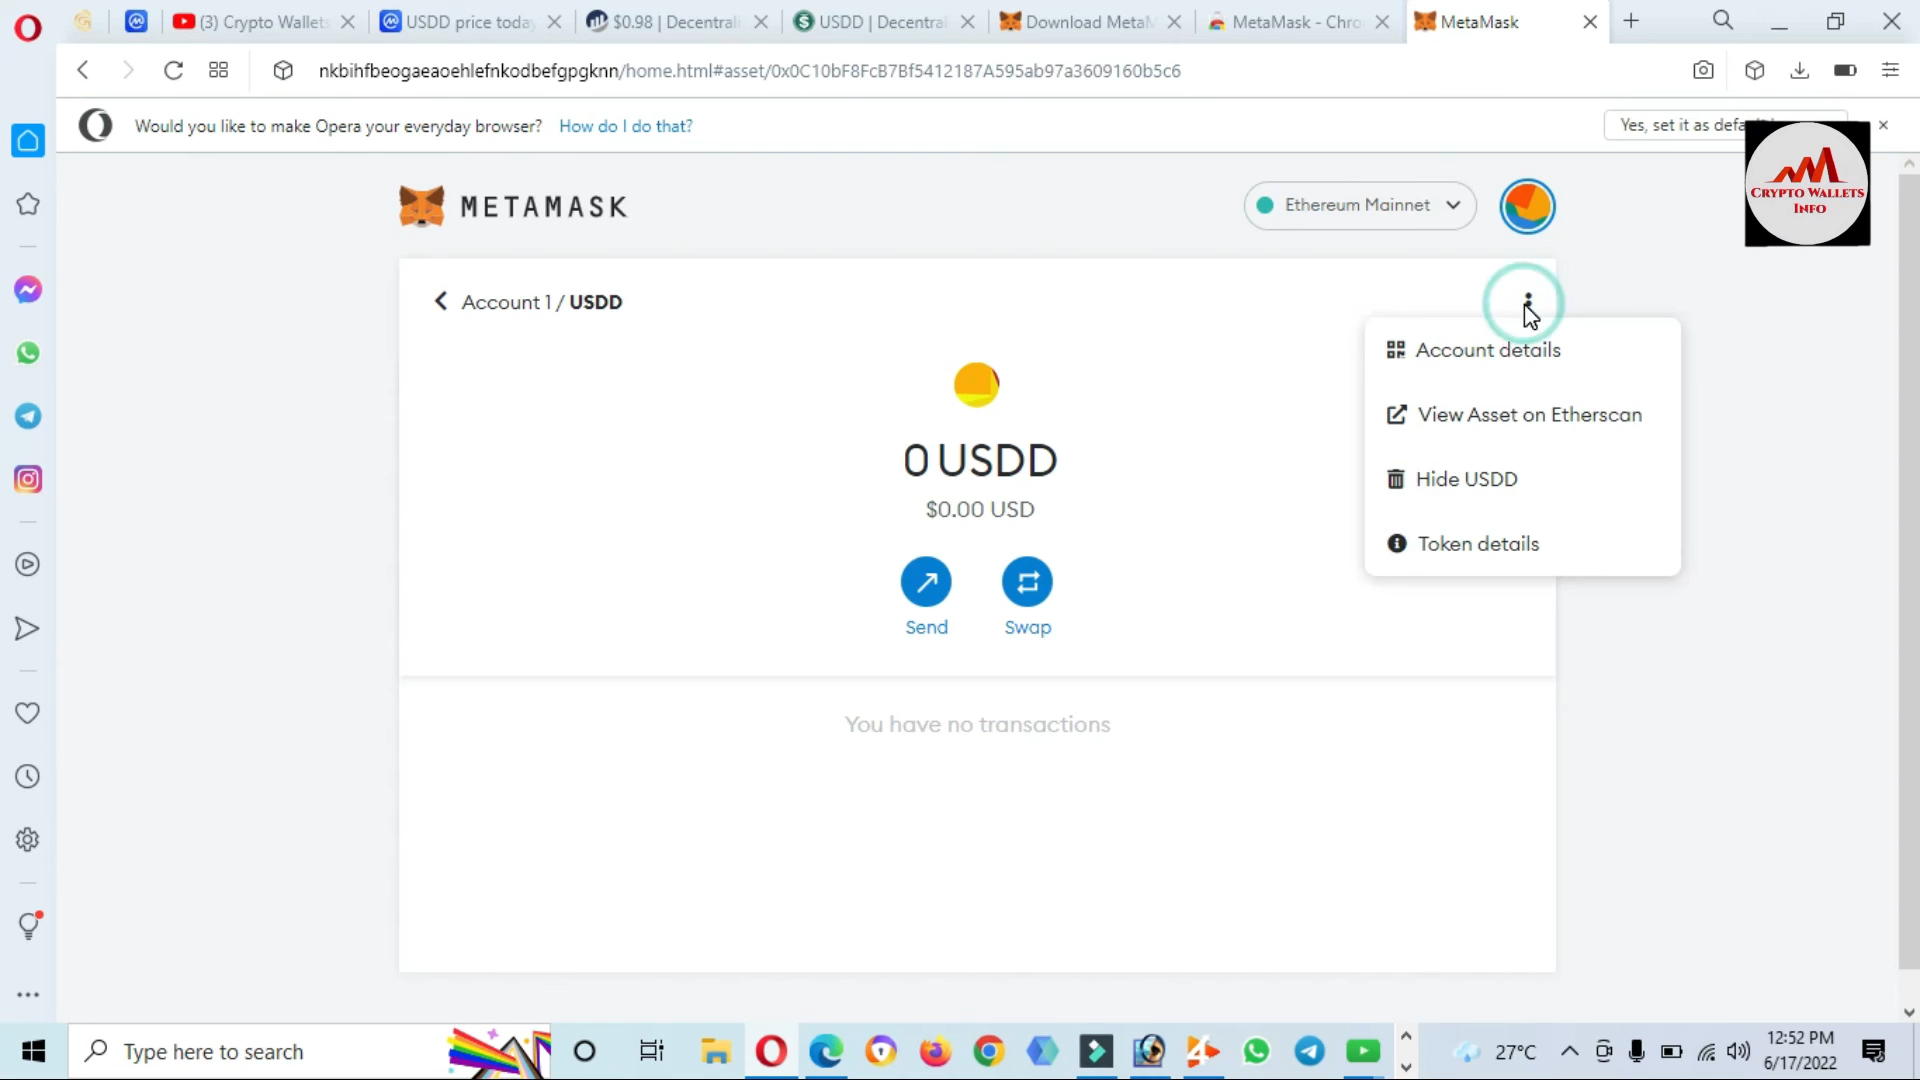 (3) Crypto Wallets
USDD price today
$0.98 | Decentrali
USDD | Decentral
Download MetaM
MetaMask - Chro
MetaMask
nkbihfbeogaeaoehlefnkodbefgpgknn/home.html#asset/0x0C10bF8FcB7Bf5412187A595ab97a3609160b5c6
Would you like to make Opera your everyday browser? How do I do that?
Yes, set it as defa
CRYPTO WALLETS
INFO
METAMASK
Ethereum Mainnet
Account 1 / USDD
Account details
View Asset on Etherscan
Hide USDD
Token details
0 USDD
$0.00 USD
Send
Swap
You have no transactions
Type here to search
27°C
12:52 PM
6/17/2022